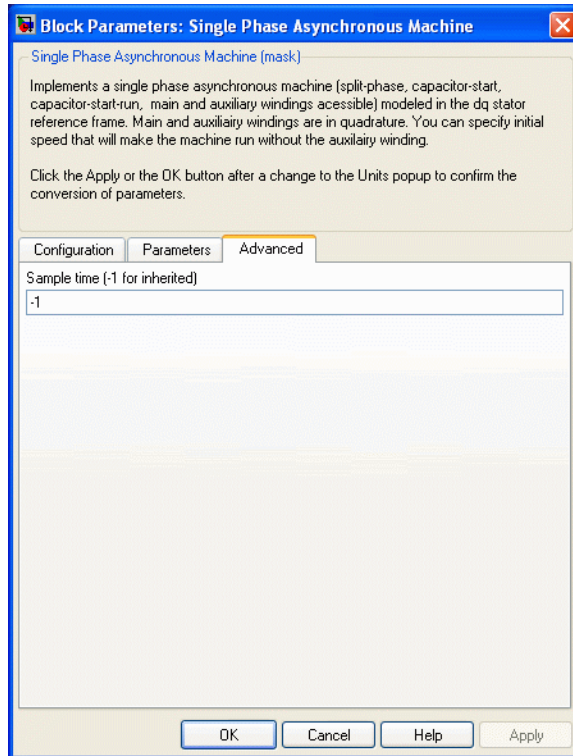 Block Parameters: Single Phase Asynchronous Machine
Single Phase Asynchronous Machine (mask)
Implements a single phase asynchronous machine (split-phase, capacitor-start,
capacitor-start-run, main and auxiliary windings acessible) modeled in the dq stator
reference frame. Main and auxiliairy windings are in quadrature. You can specify initial
speed that will make the machine run without the auxilairy winding.
Click the Apply or the OK button after a change to the Units popup to confirm the
conversion of parameters.
Configuration Parameters Advanced
Sample time (-1 for inherited)
-1
OK Cancel Help Apply